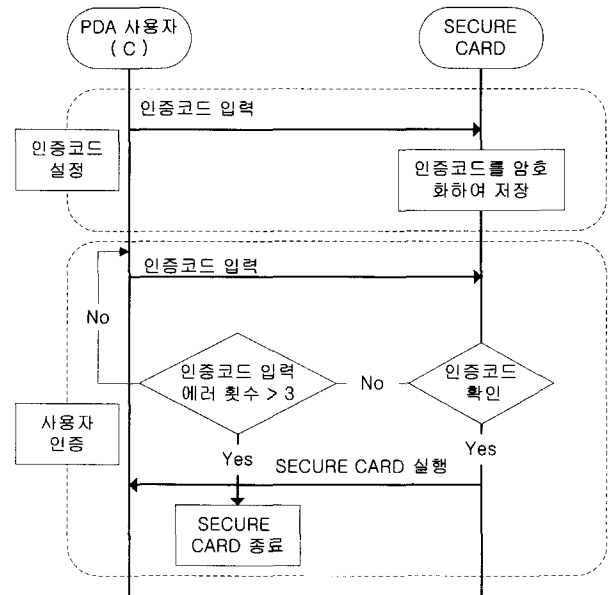 PDA 사용자
( C )
SECURE
CARD
인증코드 입력
인증코드
설정
인증코드를 암호
화하여 저장
인증코드 입력
No
인증코드 입력
에러 횟수 > 3
No
인증코드
확인
사용자
인증
Yes
Yes
SECURE CARD 실행
SECURE
CARD 종료